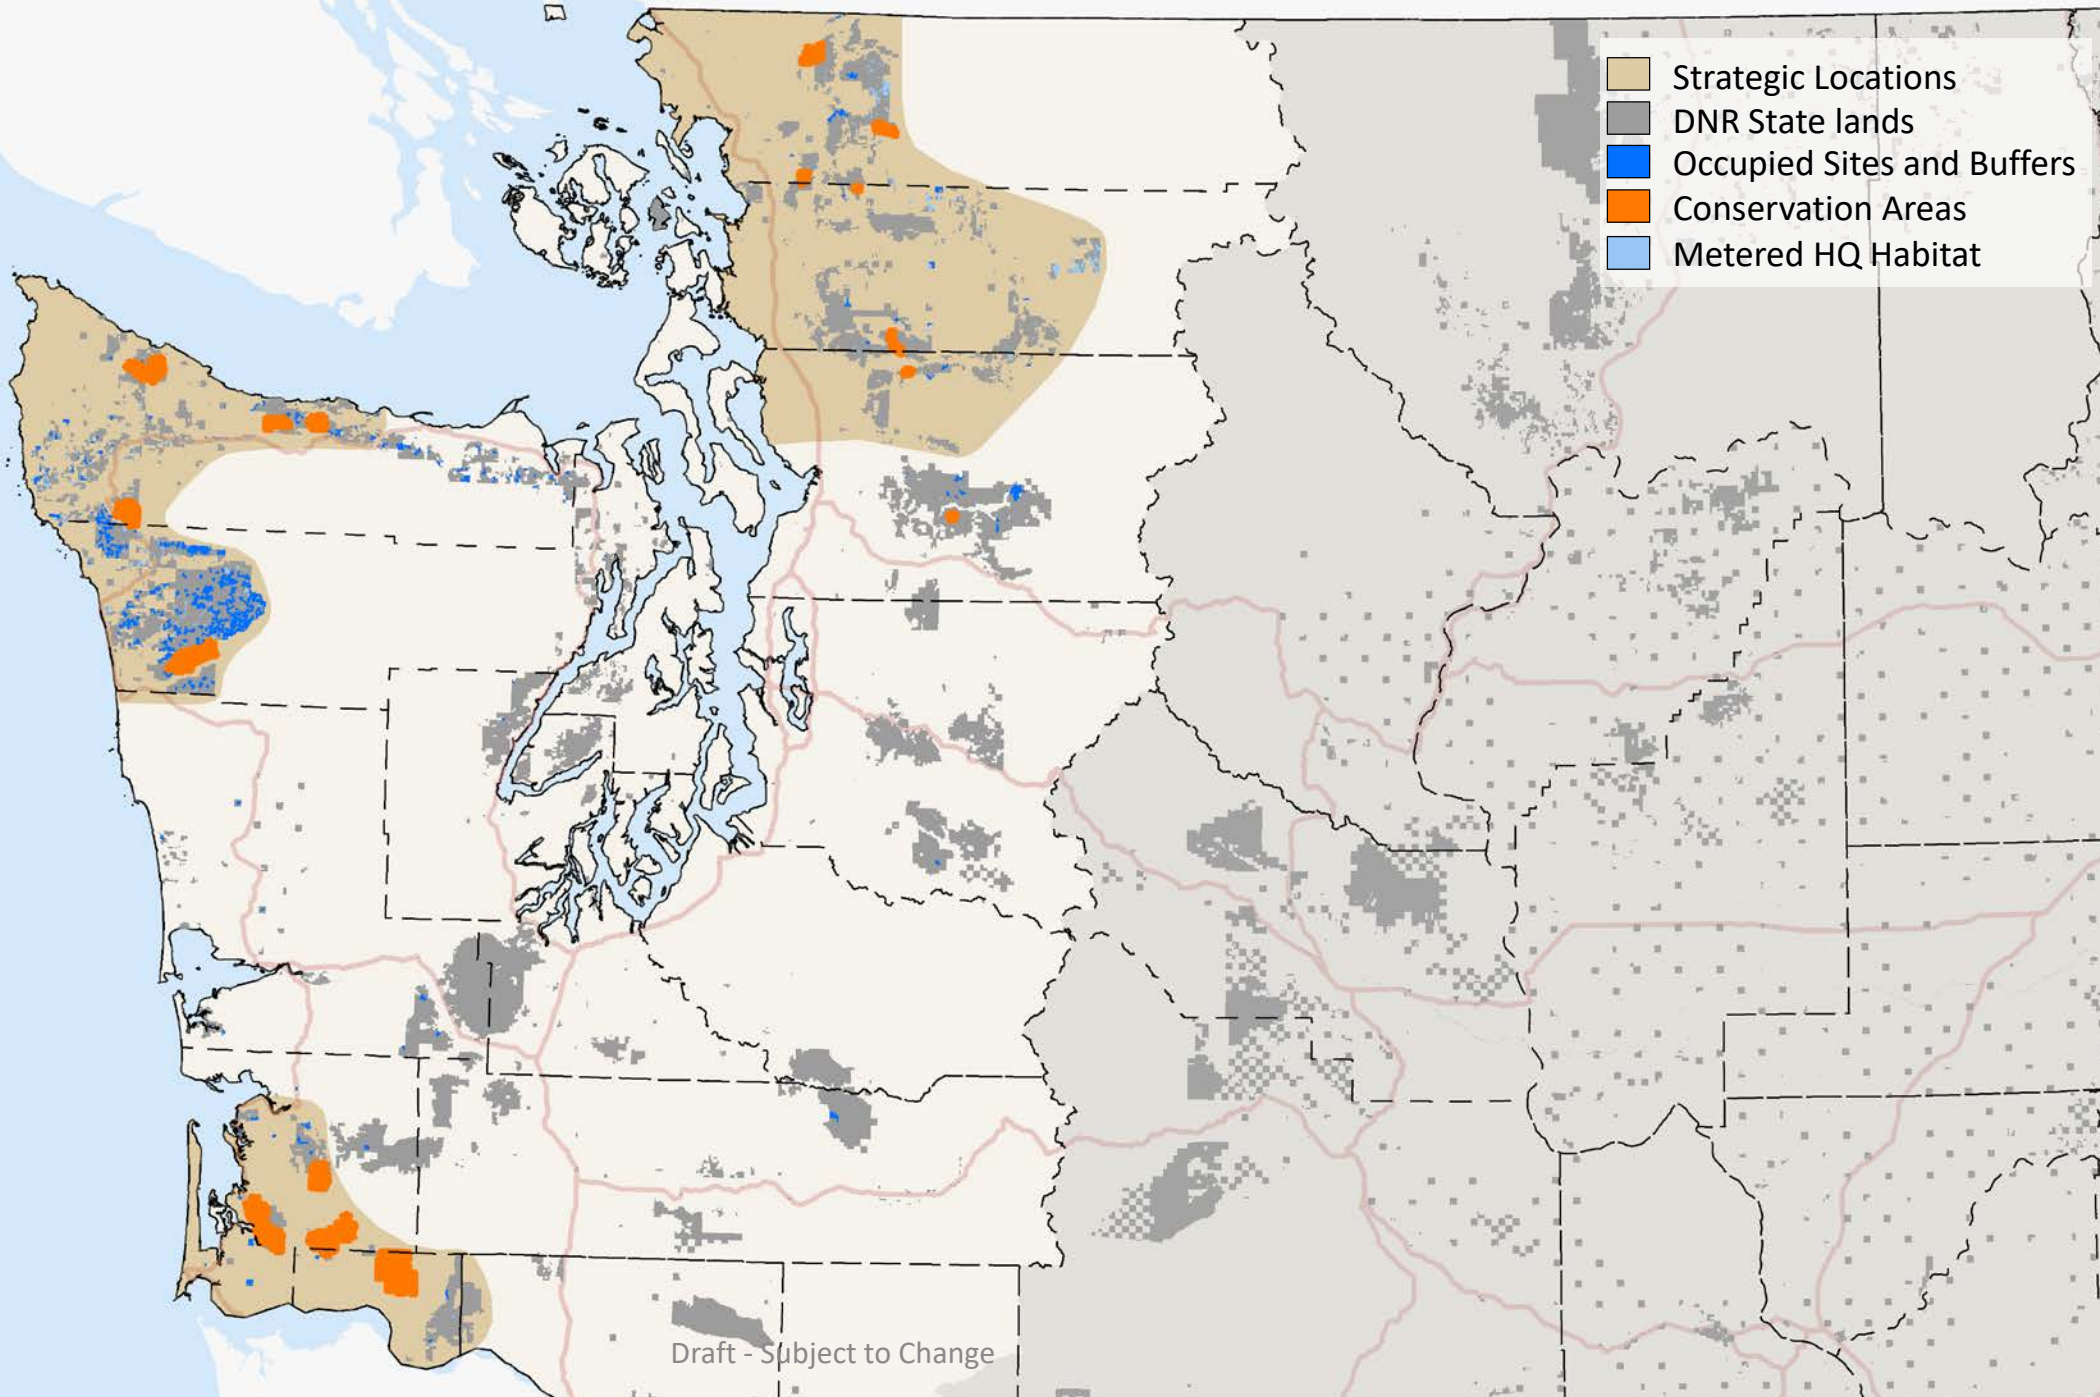 Strategic Locations
DNR State lands
Occupied Sites and Buffers
Conservation Areas
Metered HQ Habitat
Draft - Subject to Change